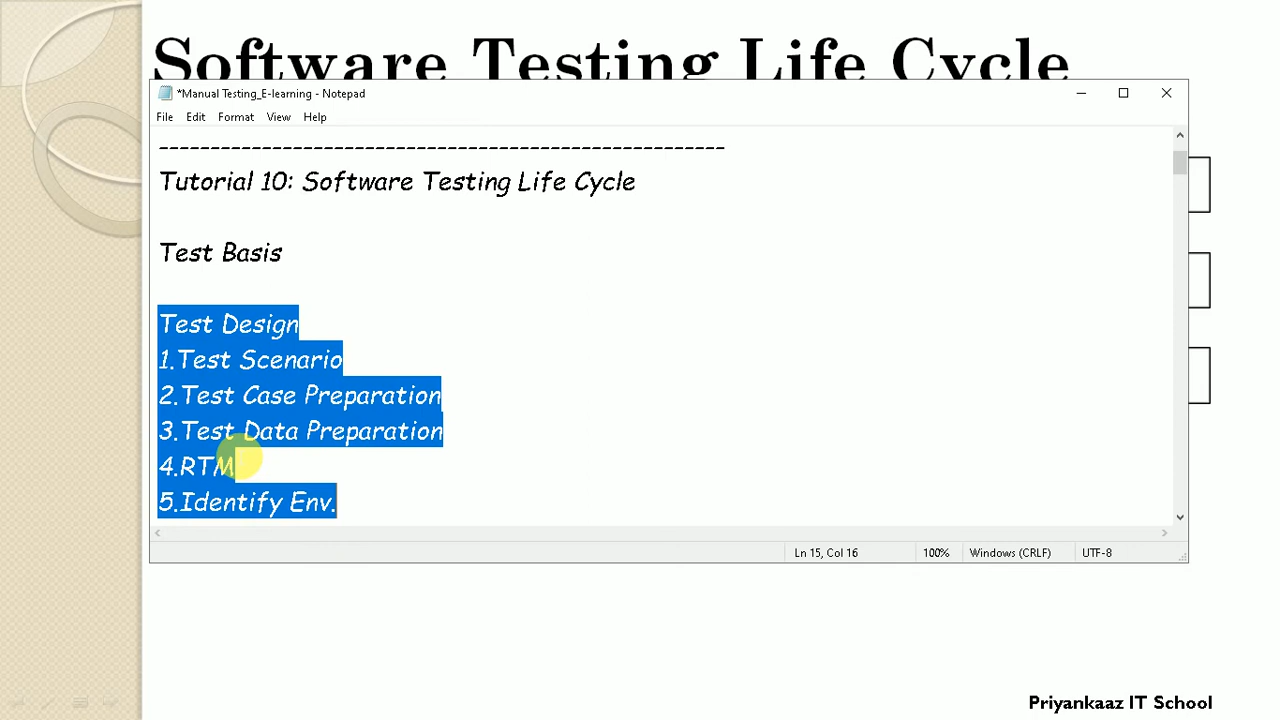 Software Testing Life Cycle
*Manual Testing_E-learning - Notepad
File Edit Format View Help
-------------------------------------------------------
Tutorial 10: Software Testing Life Cycle
Test Basis
Test Design
1.Test Scenario
2.Test Case Preparation
3.Test Data Preparation
4.RTM
5.Identify Env.
Ln 15, Col 16 100% Windows (CRLF) UTF-8
Priyankaaz IT School